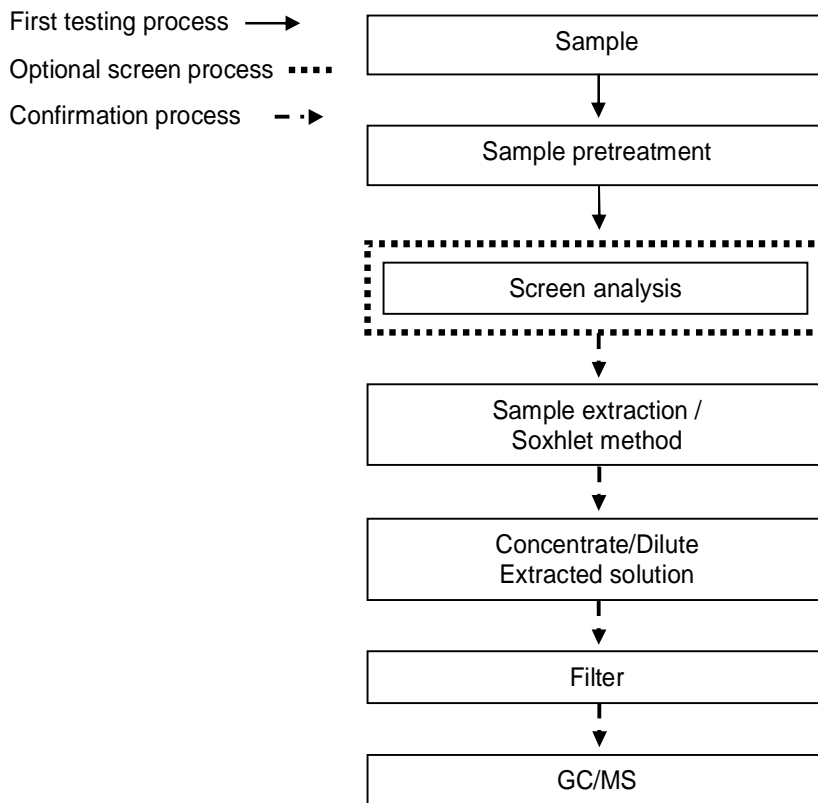 First testing process
Optional screen process
Confirmation process
Sample
Sample pretreatment
Screen analysis
Sample extraction /
Soxhlet method
Concentrate/Dilute
Extracted solution
Filter
GC/MS